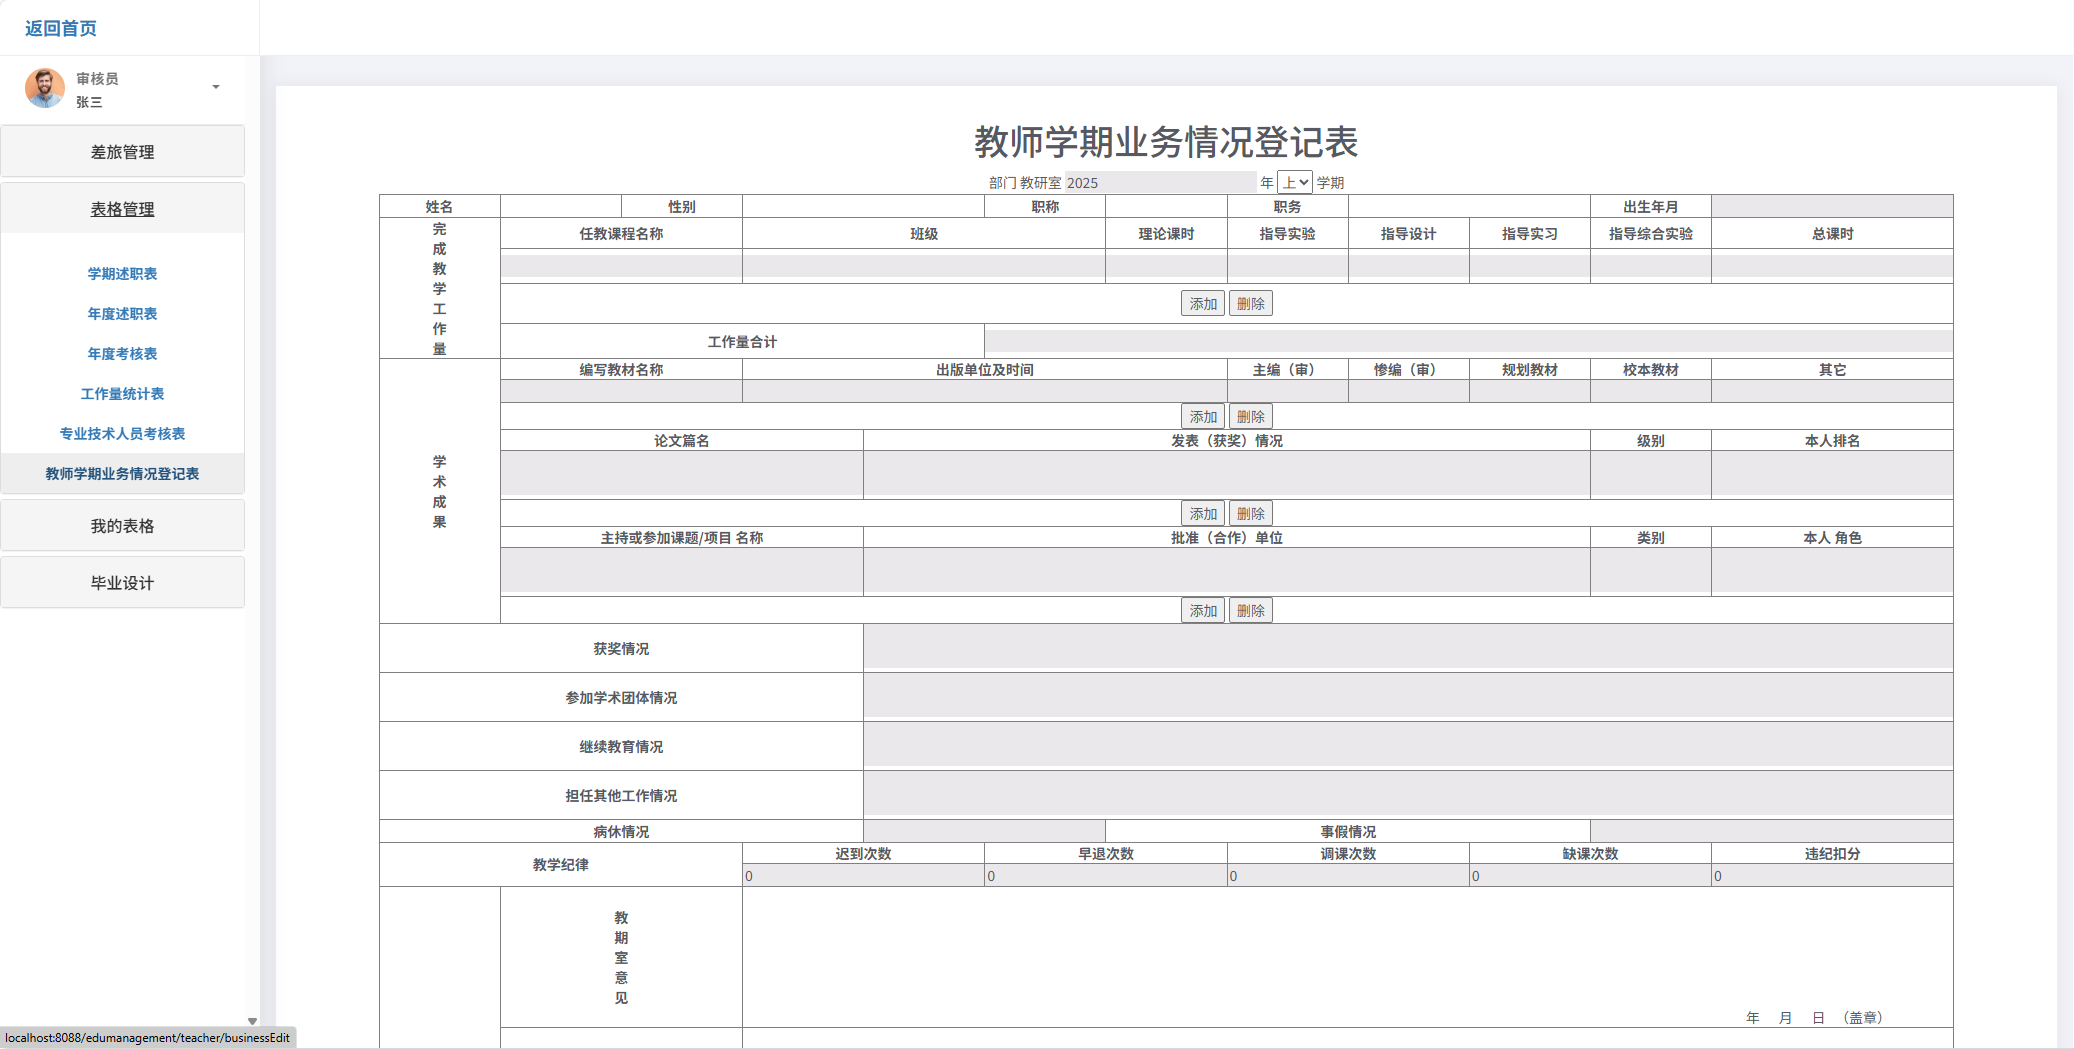 返回首页
审核员
张三
差旅管理
表格管理
学期述职表
年度述职表
年度考核表
工作量统计表
专业技术人员考核表
教师学期业务情况登记表
我的表格
毕业设计
教师学期业务情况登记表
部门 教研室 2025 年 上 学期
姓名 性别 职称 职务 出生年月
完成教学工作量
任教课程名称 班级 理论课时 指导实验 指导设计 指导实习 指导综合实验 总课时
添加 删除
工作量合计
学术成果
编写教材名称 出版单位及时间 主编（审） 惨编（审） 规划教材 校本教材 其它
添加 删除
论文篇名 发表（获奖）情况 级别 本人排名
添加 删除
主持或参加课题/项目 名称 批准（合作）单位 类别 本人 角色
添加 删除
获奖情况
参加学术团体情况
继续教育情况
担任其他工作情况
病休情况 事假情况
教学纪律 迟到次数 早退次数 调课次数 缺课次数 违纪扣分
0 0 0 0 0
教期室意见
年 月 日 （盖章）
localhost:8088/edumanagement/teacher/businessEdit